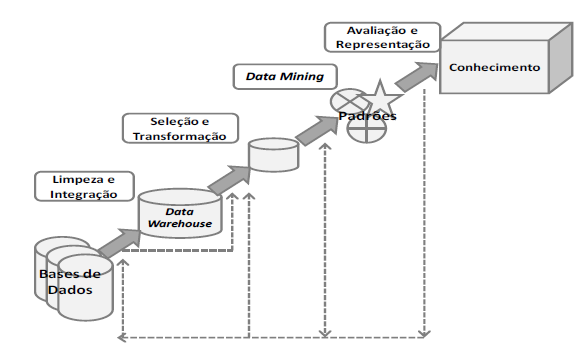 Avaliação e
Representação
Conhecimento
Data Mining
Padrões
Seleção e
Transformação
Limpeza e
Integração
Data
Warehouse
Bases de
Dados